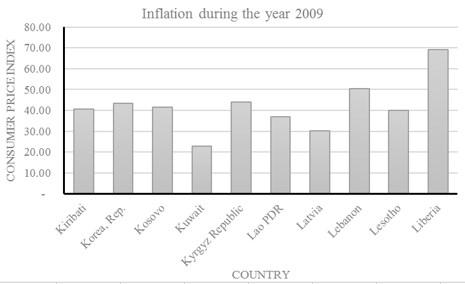 Inflation during the year 2009
CONSUMER PRICE INDEX
80.00
70.00
60.00
50.00
40.00
30.00
20.00
10.00
-
Kiribati
Korea, Rep.
Kosovo
Kuwait
Kyrgyz Republic
Lao PDR
Latvia
Lebanon
Lesotho
Liberia
COUNTRY